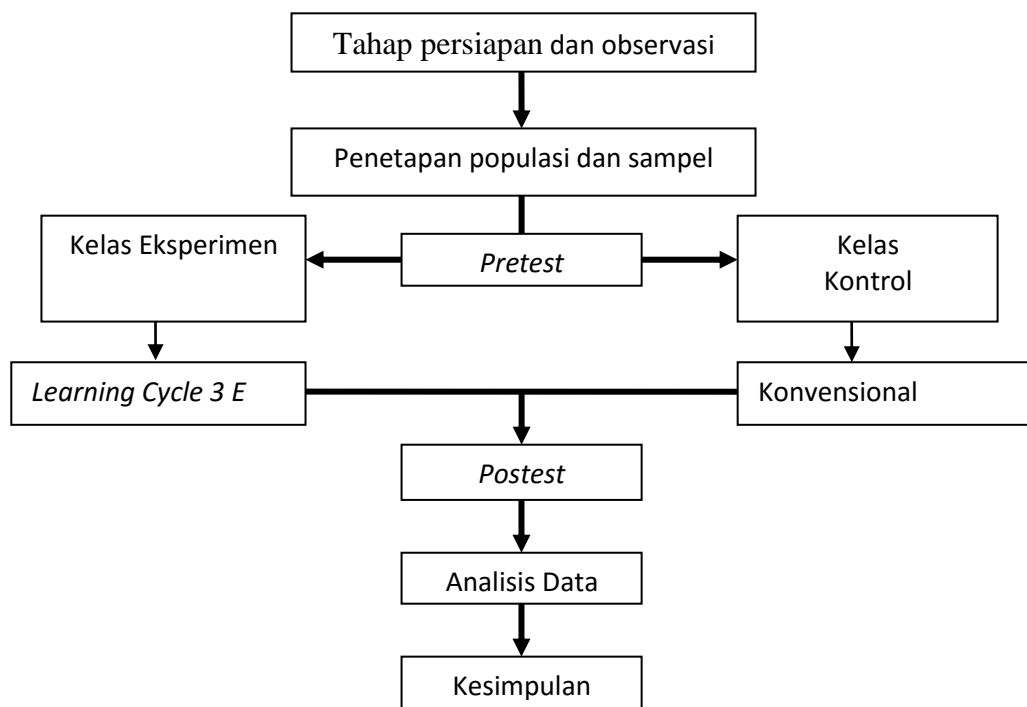 Tahap persiapan dan observasi
Penetapan populasi dan sampel
Kelas Eksperimen
Pretest
Kelas
Kontrol
Learning Cycle 3 E
Konvensional
Postest
Analisis Data
Kesimpulan